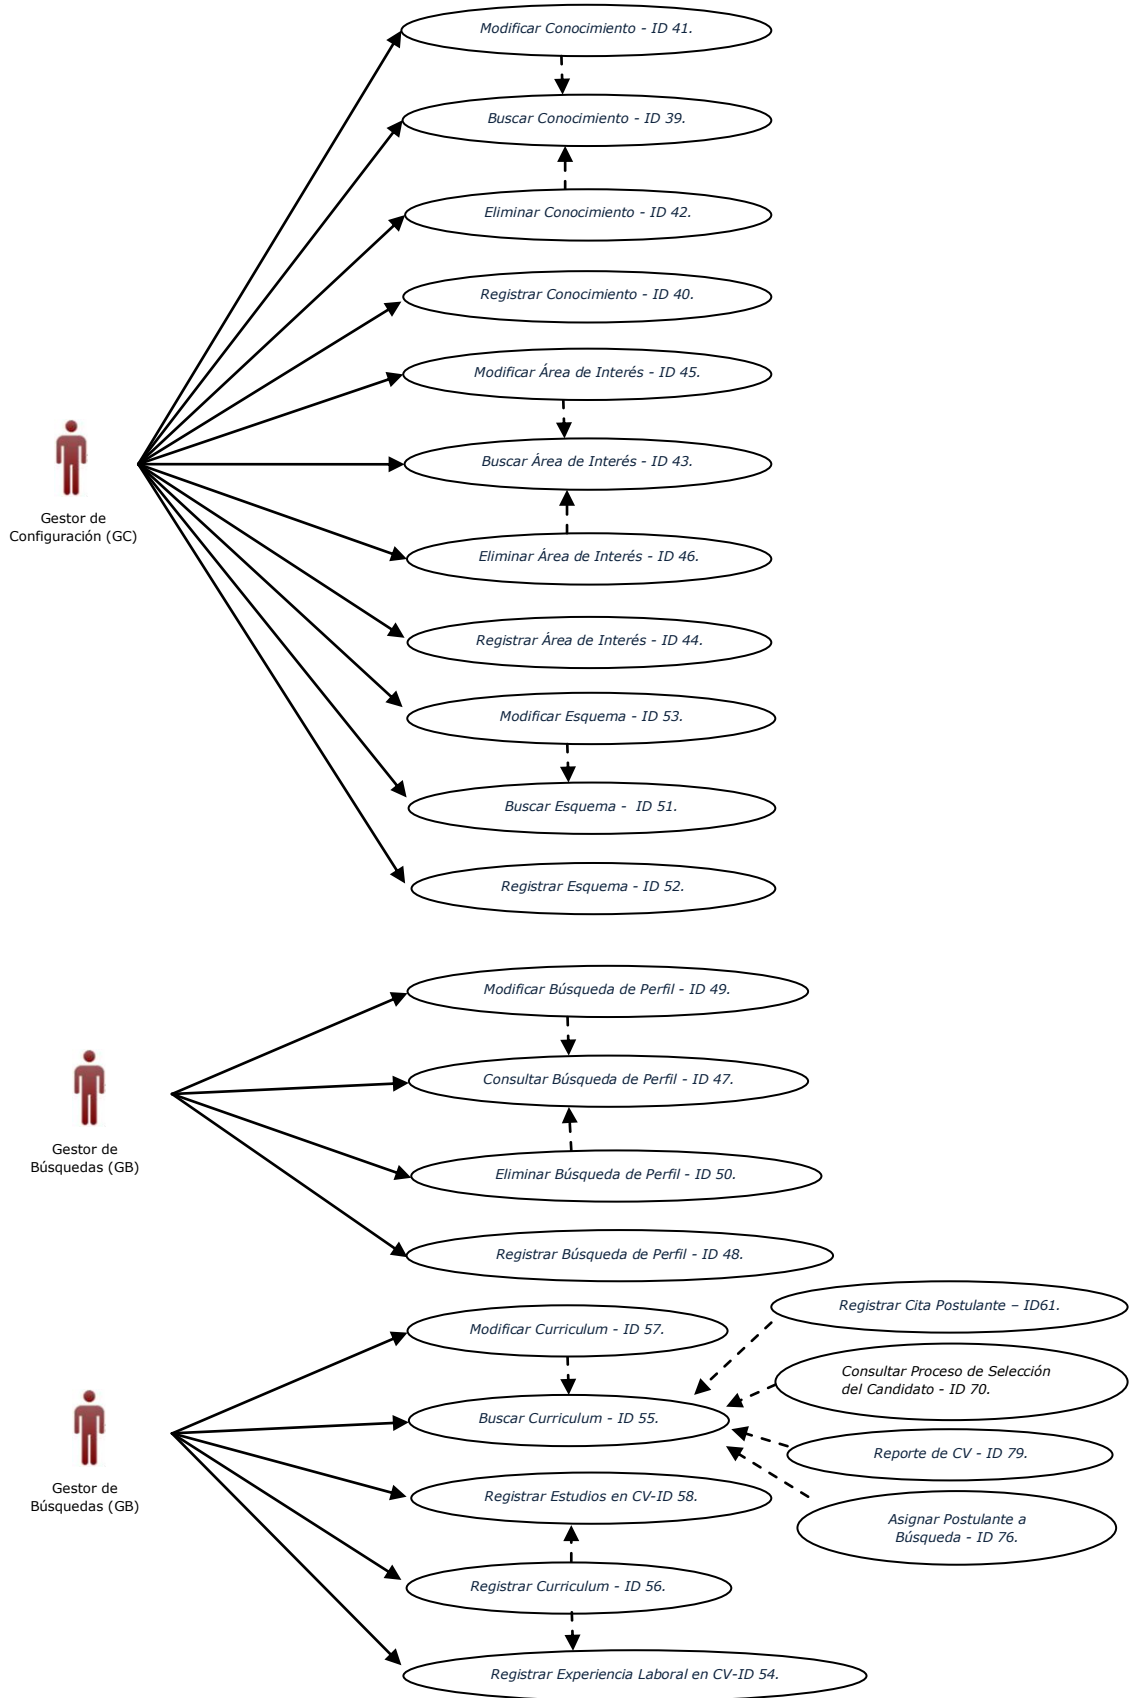 Modificar Conocimiento - ID 41.
Buscar Conocimiento - ID 39.
Eliminar Conocimiento - ID 42.
Registrar Conocimiento - ID 40.
Modificar Área de Interés - ID 45.
Buscar Área de Interés - ID 43.
Gestor de
Configuración (GC)
Eliminar Área de Interés - ID 46.
Registrar Área de Interés - ID 44.
Modificar Esquema - ID 53.
Buscar Esquema -  ID 51.
Registrar Esquema - ID 52.
Modificar Búsqueda de Perfil - ID 49.
Consultar Búsqueda de Perfil - ID 47.
Gestor de
Búsquedas (GB)
Eliminar Búsqueda de Perfil - ID 50.
Registrar Búsqueda de Perfil - ID 48.
Registrar Cita Postulante – ID61.
Modificar Curriculum - ID 57.
Consultar Proceso de Selección
del Candidato - ID 70.
Buscar Curriculum - ID 55.
Reporte de CV - ID 79.
Gestor de
Búsquedas (GB)
Registrar Estudios en CV-ID 58.
Asignar Postulante a
Búsqueda - ID 76.
Registrar Curriculum - ID 56.
Registrar Experiencia Laboral en CV-ID 54.